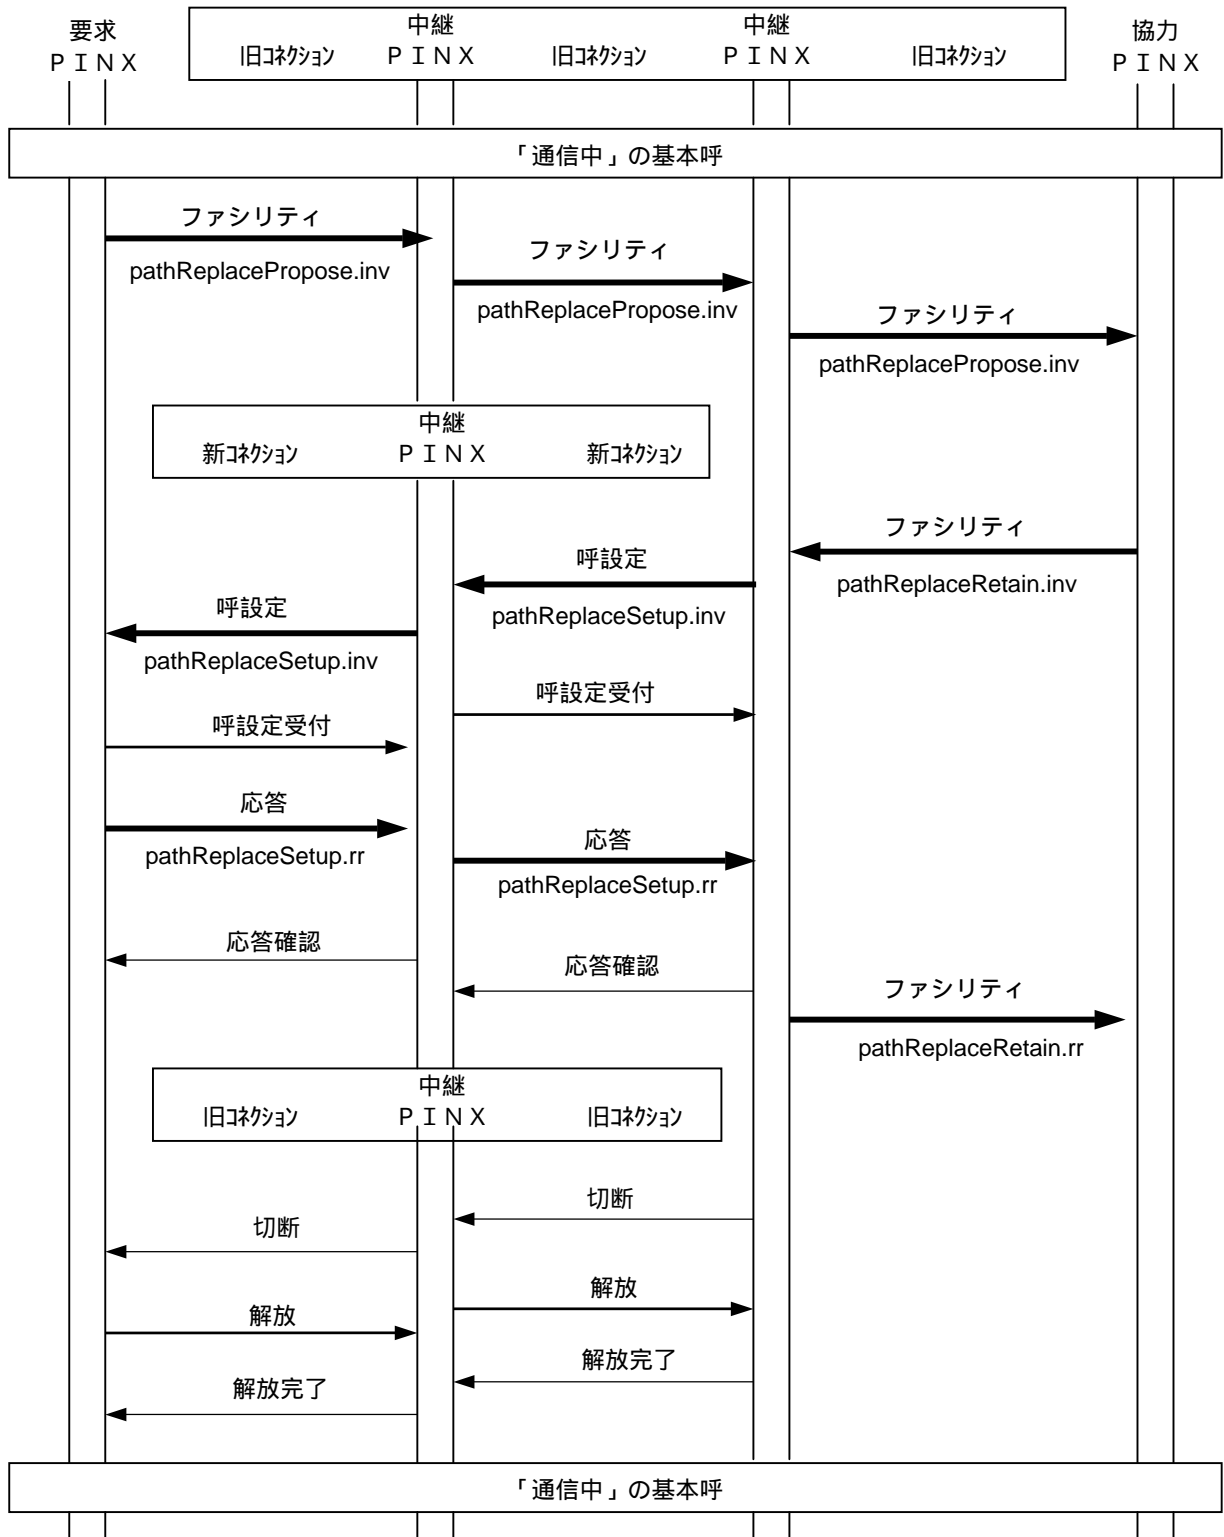 要求
ＰＩＮＸ
中継
旧ｺﾈｸｼｮﾝ ＰＩＮＸ 旧ｺﾈｸｼｮﾝ
中継
ＰＩＮＸ 旧ｺﾈｸｼｮﾝ
協力
ＰＩＮＸ
「通信中」の基本呼
ファシリティ
pathReplacePropose.inv
ファシリティ
pathReplacePropose.inv
ファシリティ
pathReplacePropose.inv
中継
新ｺﾈｸｼｮﾝ ＰＩＮＸ 新ｺﾈｸｼｮﾝ
ファシリティ
pathReplaceRetain.inv
呼設定
pathReplaceSetup.inv
呼設定
pathReplaceSetup.inv
呼設定受付
呼設定受付
応答
pathReplaceSetup.rr
応答
pathReplaceSetup.rr
応答確認
応答確認
ファシリティ
pathReplaceRetain.rr
中継
旧ｺﾈｸｼｮﾝ ＰＩＮＸ 旧ｺﾈｸｼｮﾝ
切断
切断
解放
解放
解放完了
解放完了
「通信中」の基本呼